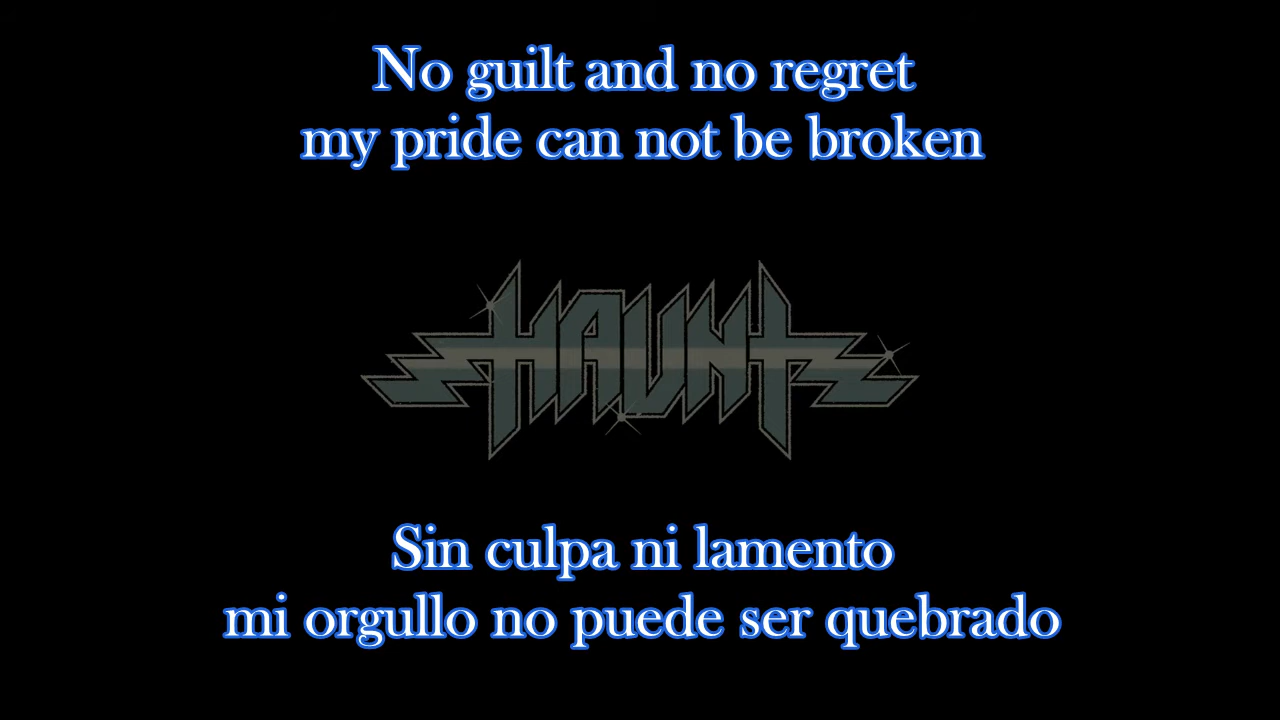 No guilt and no regret
my pride can not be broken
HAUNT
Sin culpa ni lamento
mi orgullo no puede ser quebrado